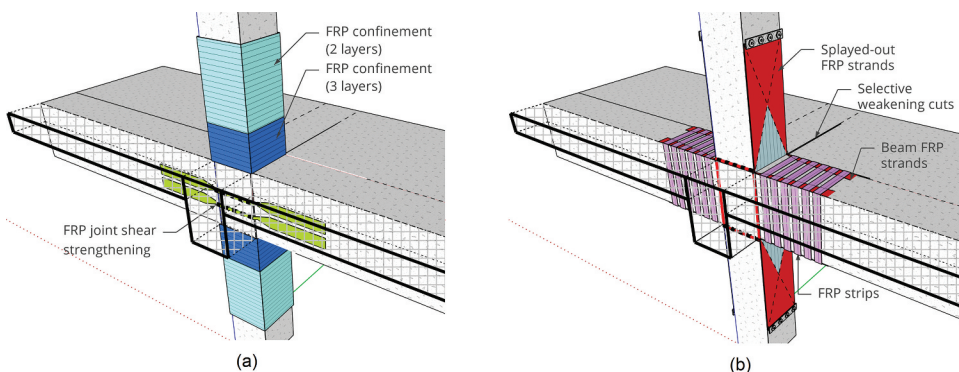 FRP confinement
(2 layers)
FRP confinement
(3 layers)
FRP joint shear
strengthening
(a)
Splayed-out
FRP strands
Selective
weakening cuts
Beam FRP
strands
FRP strips
(b)